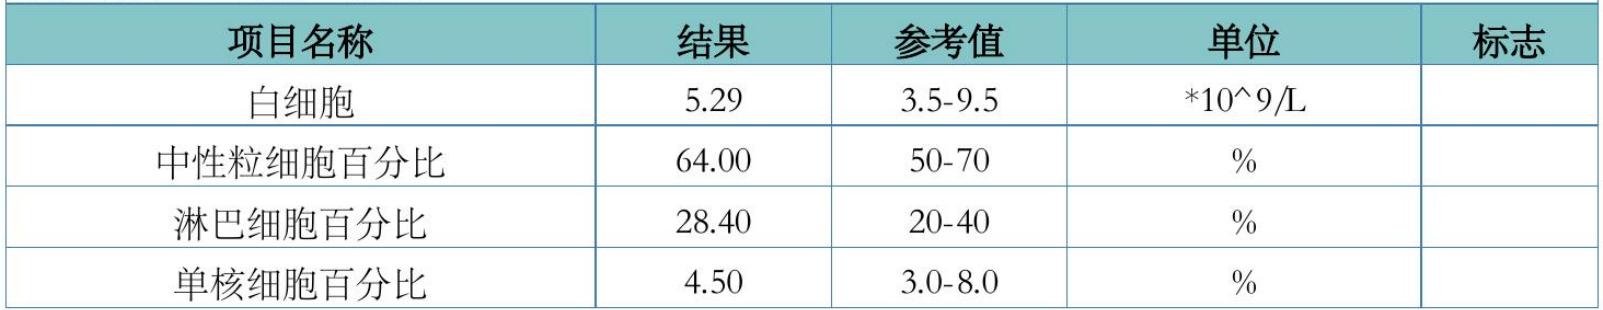 项目名称 结果 参考值 单位 标志
白细胞 5.29 3.5-9.5 *10^9/L
中性粒细胞百分比 64.00 50-70 %
淋巴细胞百分比 28.40 20-40 %
单核细胞百分比 4.50 3.0-8.0 %